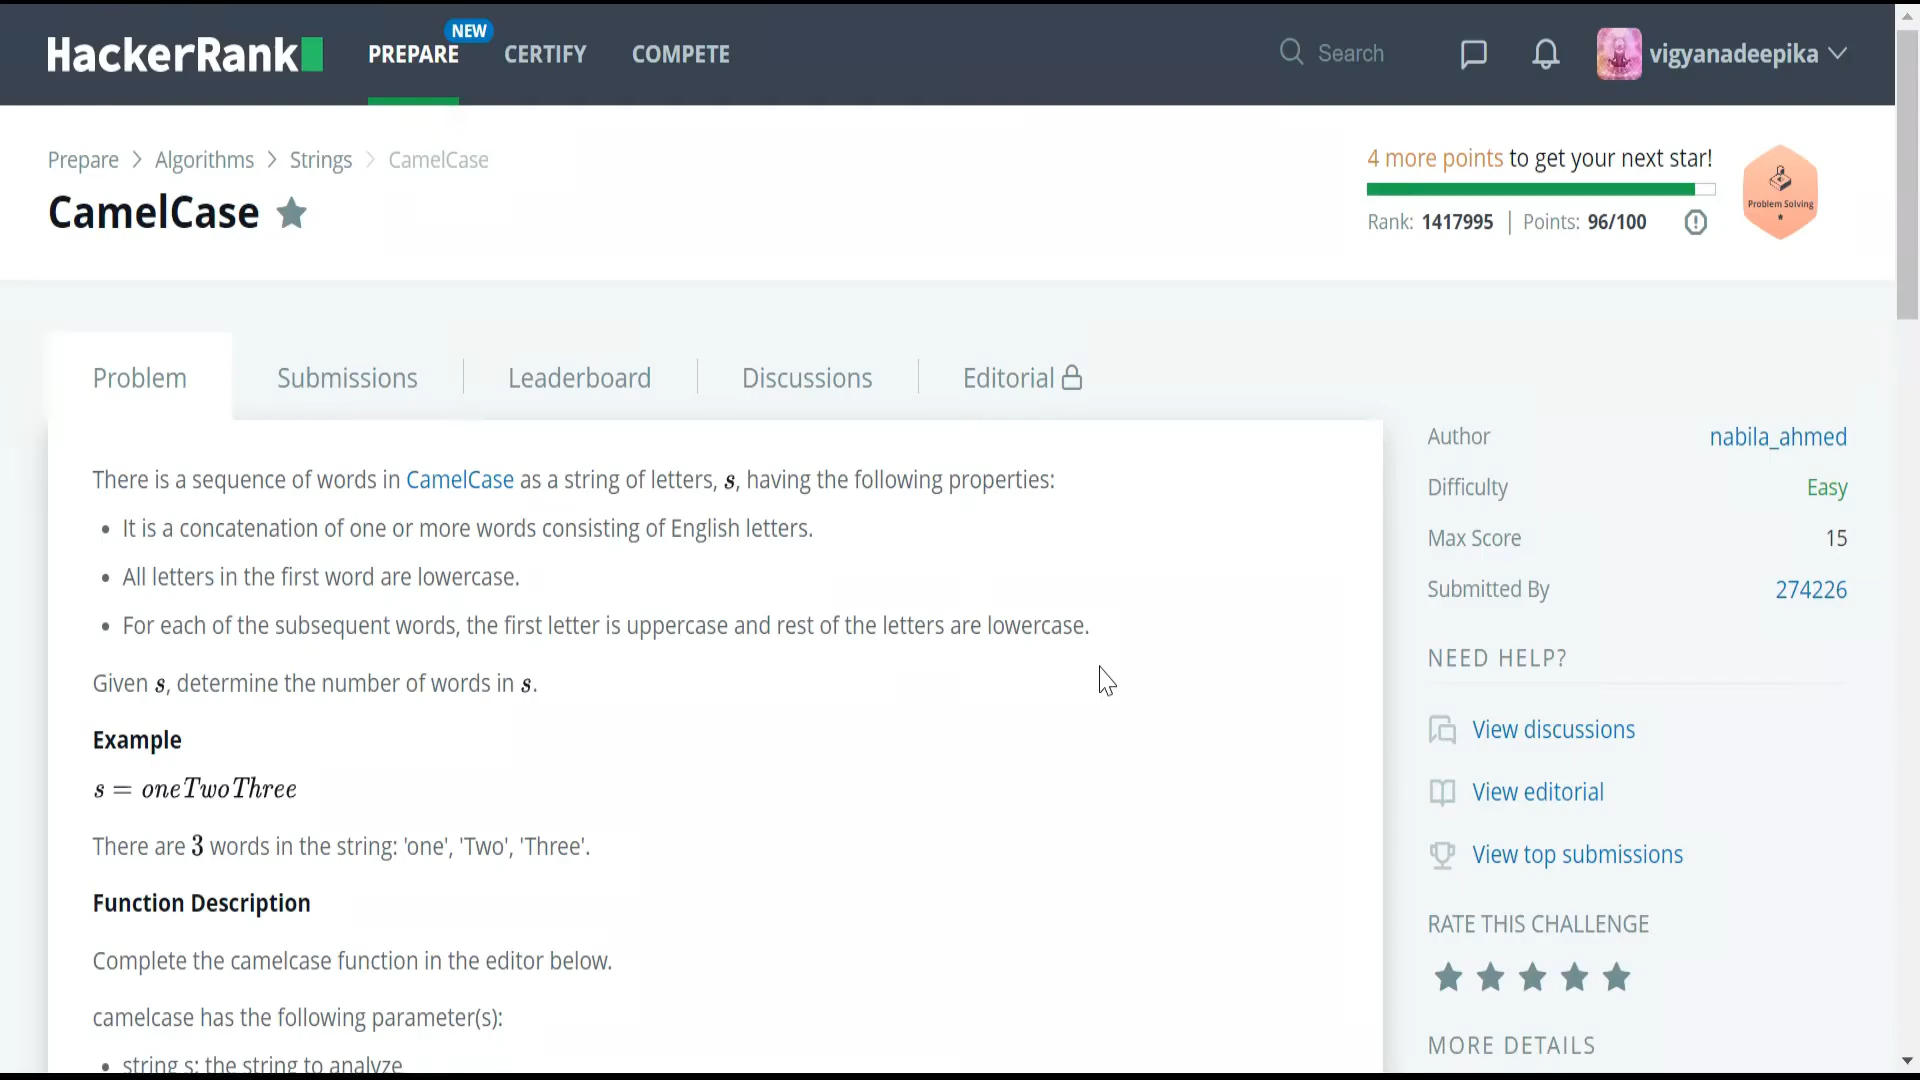 HackerRank PREPARE NEW CERTIFY COMPETE Search vigyanadeepika
Prepare > Algorithms > Strings > CamelCase
CamelCase
4 more points to get your next star!
Rank: 1417995 | Points: 96/100
Problem Solving
Problem Submissions Leaderboard Discussions Editorial
There is a sequence of words in CamelCase as a string of letters, s, having the following properties:
• It is a concatenation of one or more words consisting of English letters.
• All letters in the first word are lowercase.
• For each of the subsequent words, the first letter is uppercase and rest of the letters are lowercase.
Given s, determine the number of words in s.
Example
s = oneTwoThree
There are 3 words in the string: 'one', 'Two', 'Three'.
Function Description
Complete the camelcase function in the editor below.
camelcase has the following parameter(s):
• string s: the string to analyze
Author nabila_ahmed
Difficulty Easy
Max Score 15
Submitted By 274226
NEED HELP?
View discussions
View editorial
View top submissions
RATE THIS CHALLENGE
MORE DETAILS